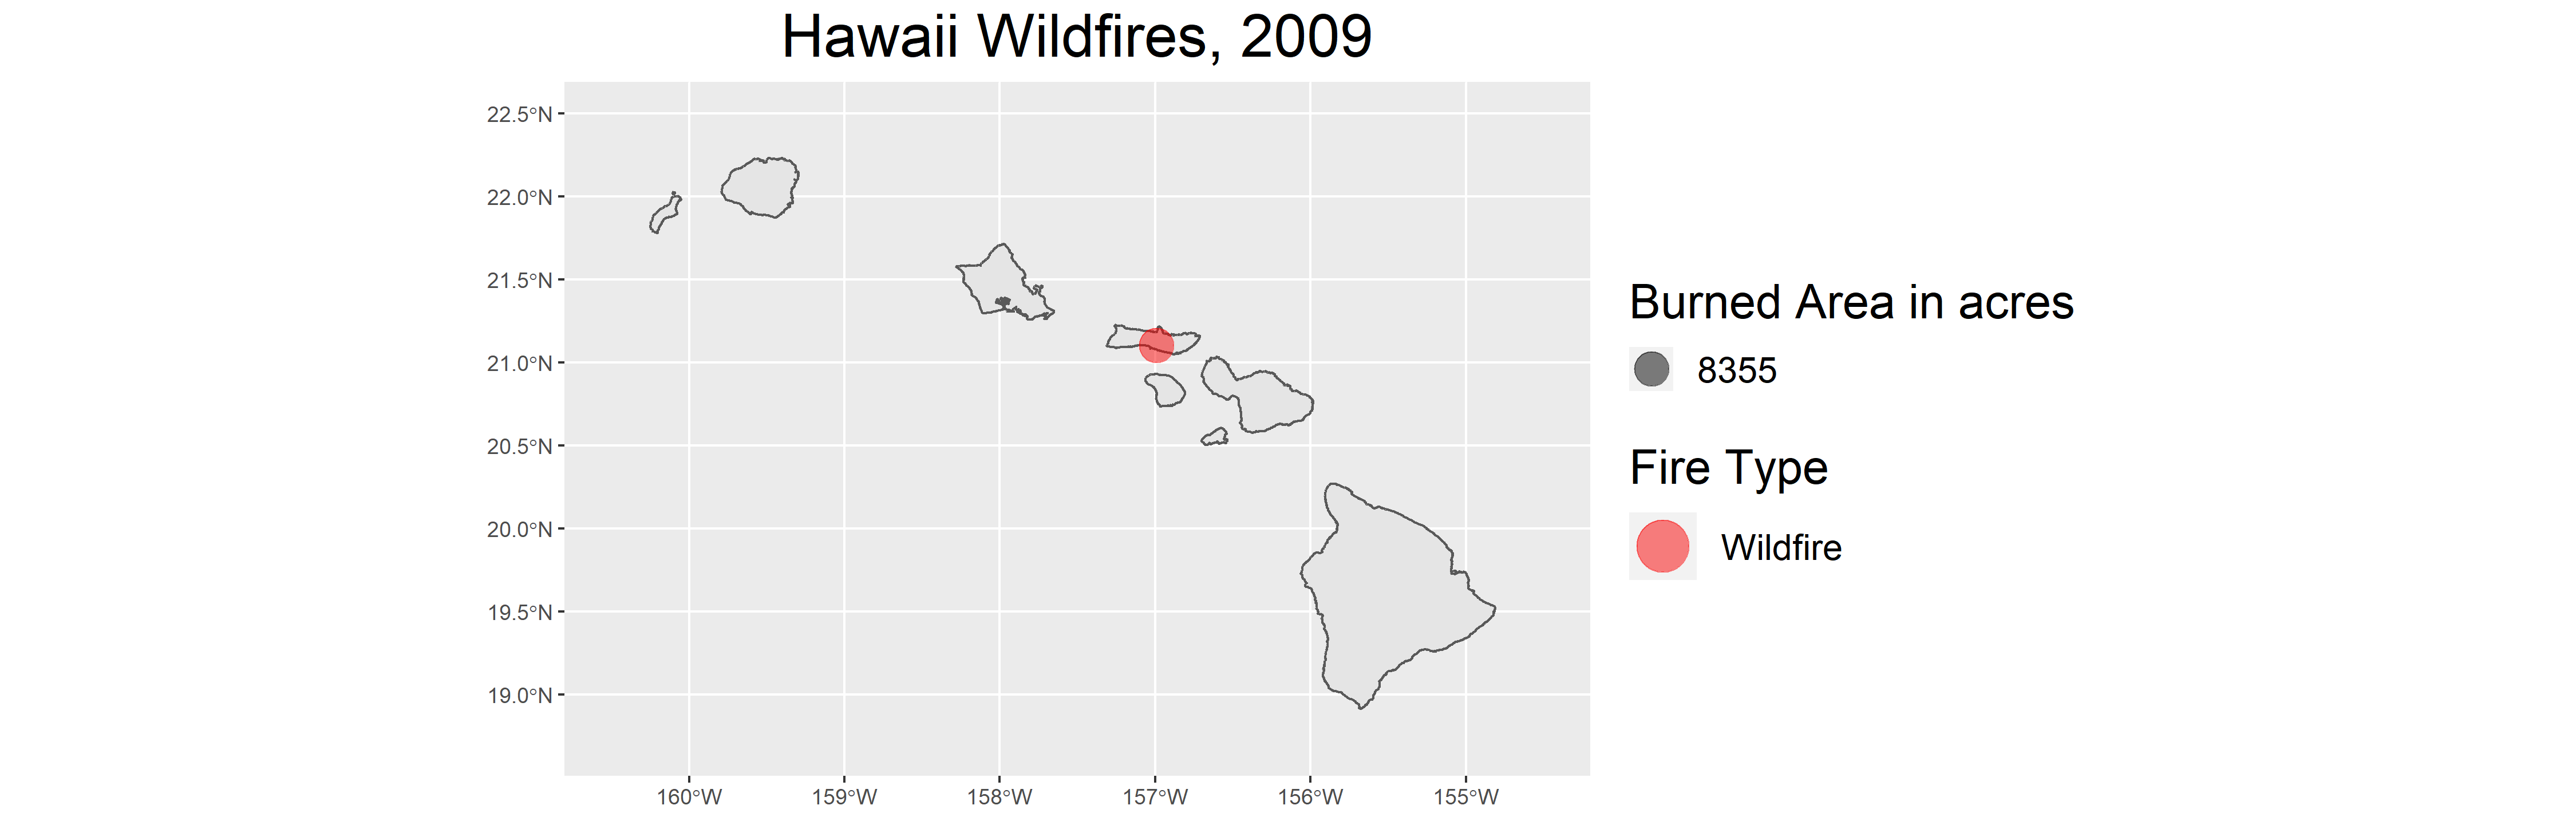 Hawaii Wildfires, 2009
22.5°N
22.0°N
21.5°N
21.0°N
20.5°N
20.0°N
19.5°N
19.0°N
160°W 159°W 158°W 157°W 156°W 155°W
Burned Area in acres
8355
Fire Type
Wildfire